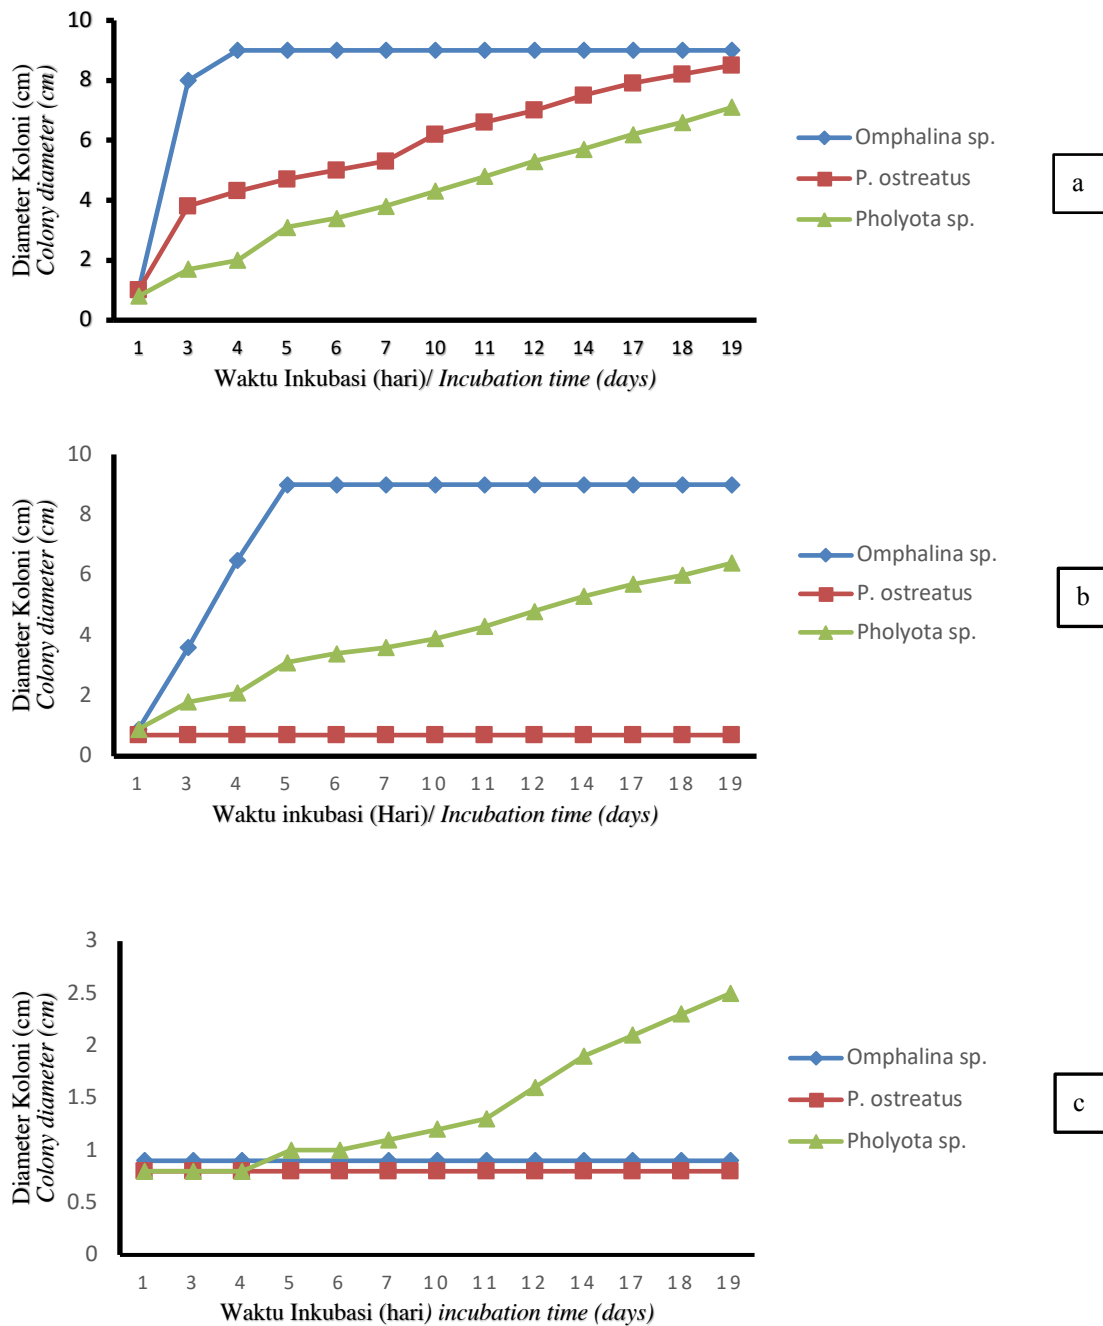 10
8
6
4
2
0
Diameter Koloni (cm)
Colony diameter (cm)
1 3 4 5 6 7 10 11 12 14 17 18 19
Waktu Inkubasi (hari)/ Incubation time (days)
Omphalina sp.
P. ostreatus
Pholyota sp.
a
10
8
6
4
2
0
Diameter Koloni (cm)
Colony diameter (cm)
1 3 4 5 6 7 10 11 12 14 17 18 19
Waktu inkubasi (Hari)/ Incubation time (days)
Omphalina sp.
P. ostreatus
Pholyota sp.
b
3
2.5
2
1.5
1
0.5
0
Diameter Koloni (cm)
Colony diameter (cm)
1 3 4 5 6 7 10 11 12 14 17 18 19
Waktu Inkubasi (hari) incubation time (days)
Omphalina sp.
P. ostreatus
Pholyota sp.
c